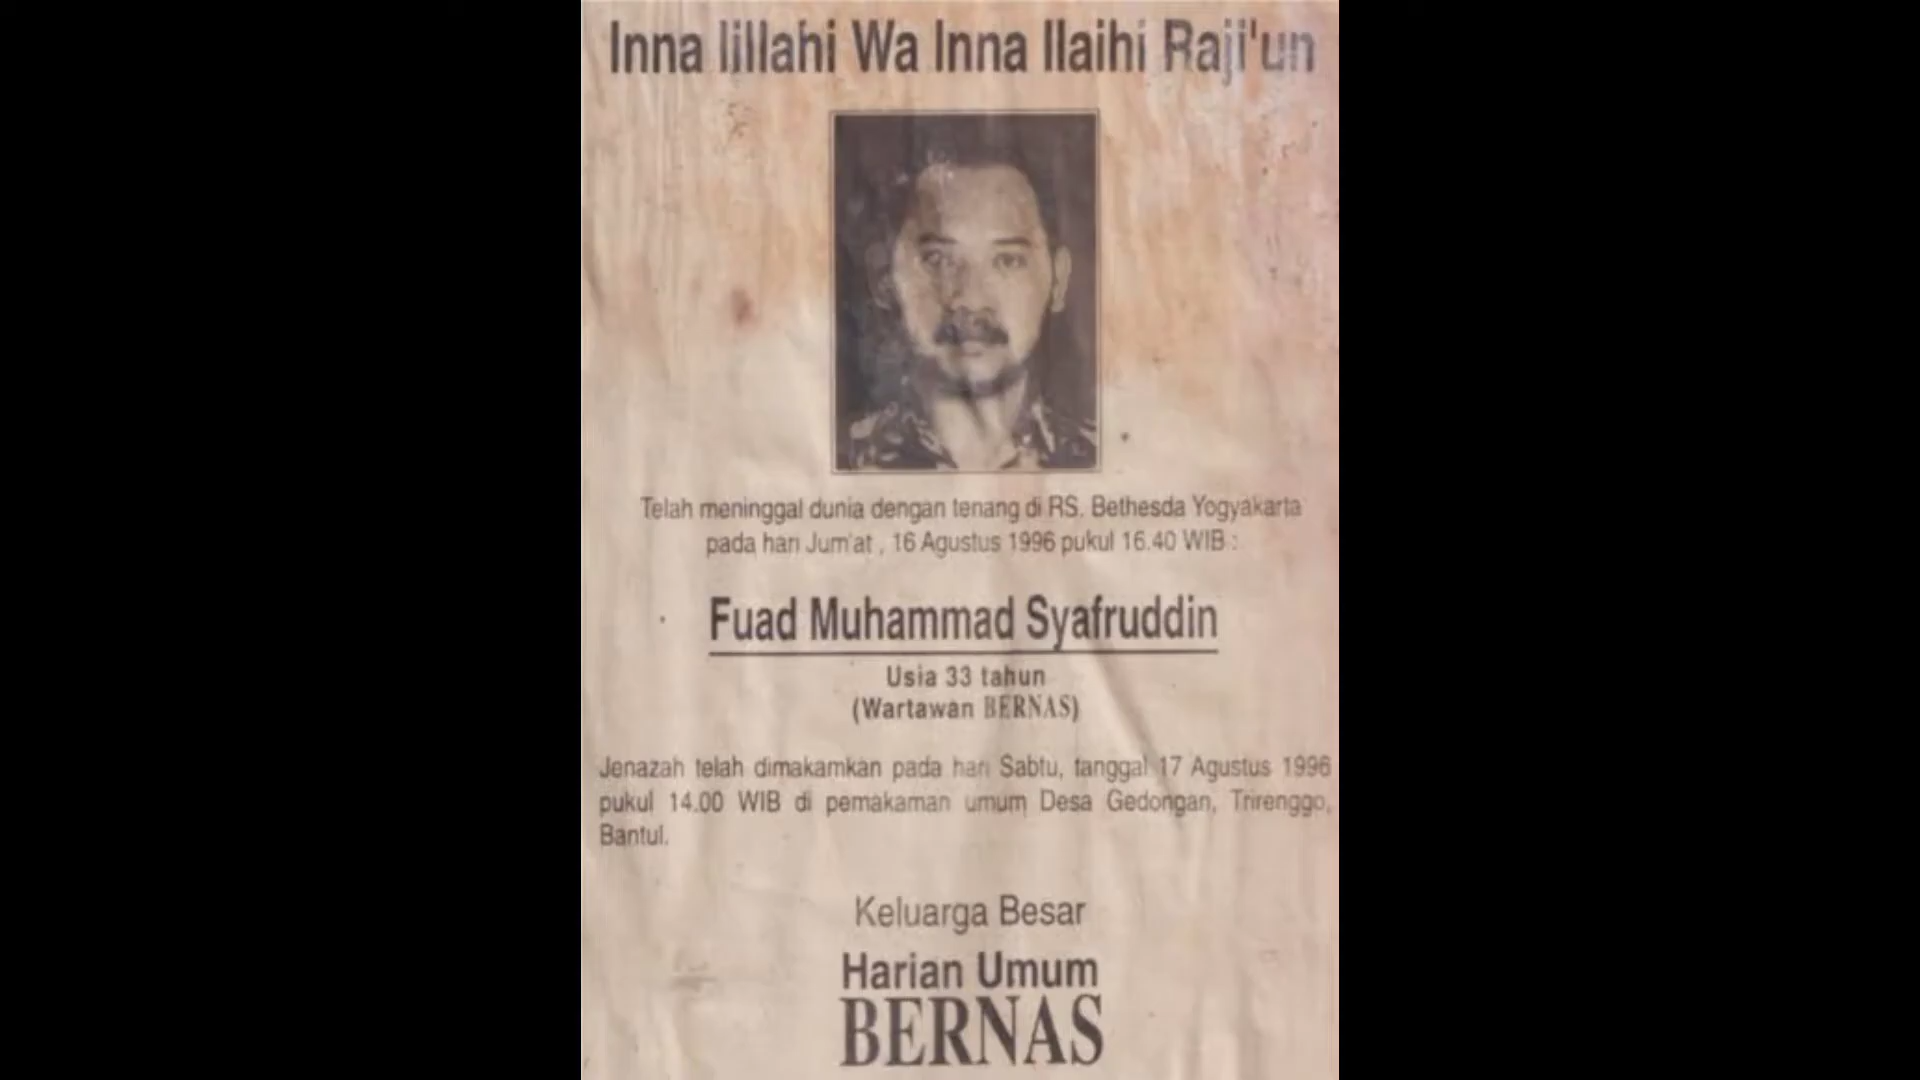 Inna lillahi Wa Inna Ilaihi Raji'un
Telah meninggal dunia dengan tenang di RS. Bethesda Yogyakarta
pada hari Jum'at , 16 Agustus 1996 pukul 16.40 WIB :
Fuad Muhammad Syafruddin
Usia 33 tahun
(Wartawan BERNAS)
Jenazah telah dimakamkan pada hari Sabtu, tanggal 17 Agustus 1996
pukul 14.00 WIB di pemakaman umum Desa Gedongan, Trirenggo,
Bantul.
Keluarga Besar
Harian Umum
BERNAS